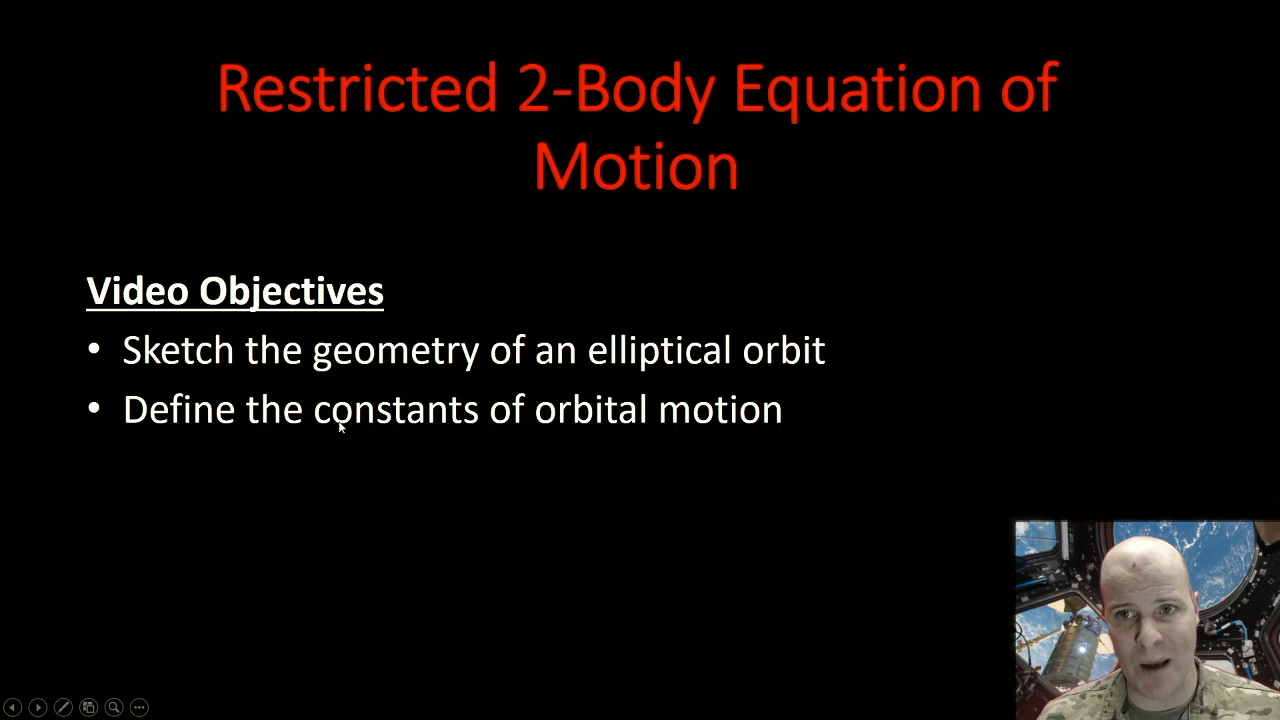 Restricted 2-Body Equation of
Motion
Video Objectives
• Sketch the geometry of an elliptical orbit
• Define the constants of orbital motion